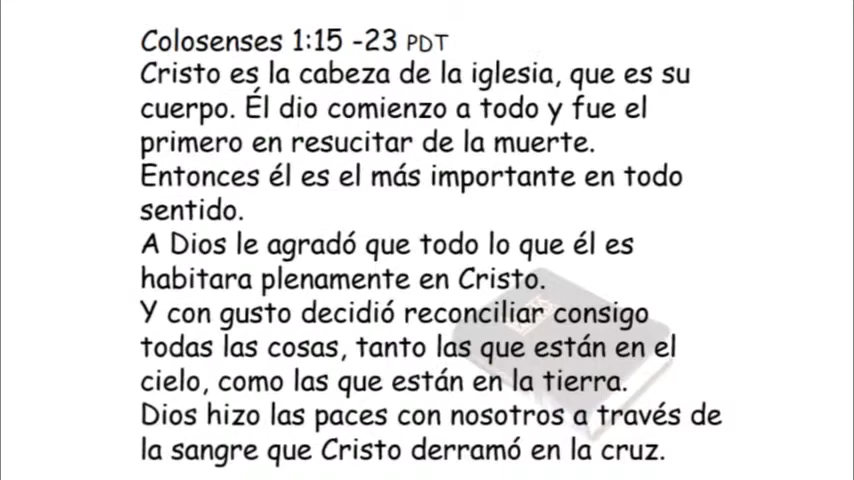 Colosenses 1:15 -23 PDT
Cristo es la cabeza de la iglesia, que es su
cuerpo. Él dio comienzo a todo y fue el
primero en resucitar de la muerte.
Entonces él es el más importante en todo
sentido.
A Dios le agradó que todo lo que él es
habitara plenamente en Cristo.
Y con gusto decidió reconciliar consigo
todas las cosas, tanto las que están en el
cielo, como las que están en la tierra.
Dios hizo las paces con nosotros a través de
la sangre que Cristo derramó en la cruz.